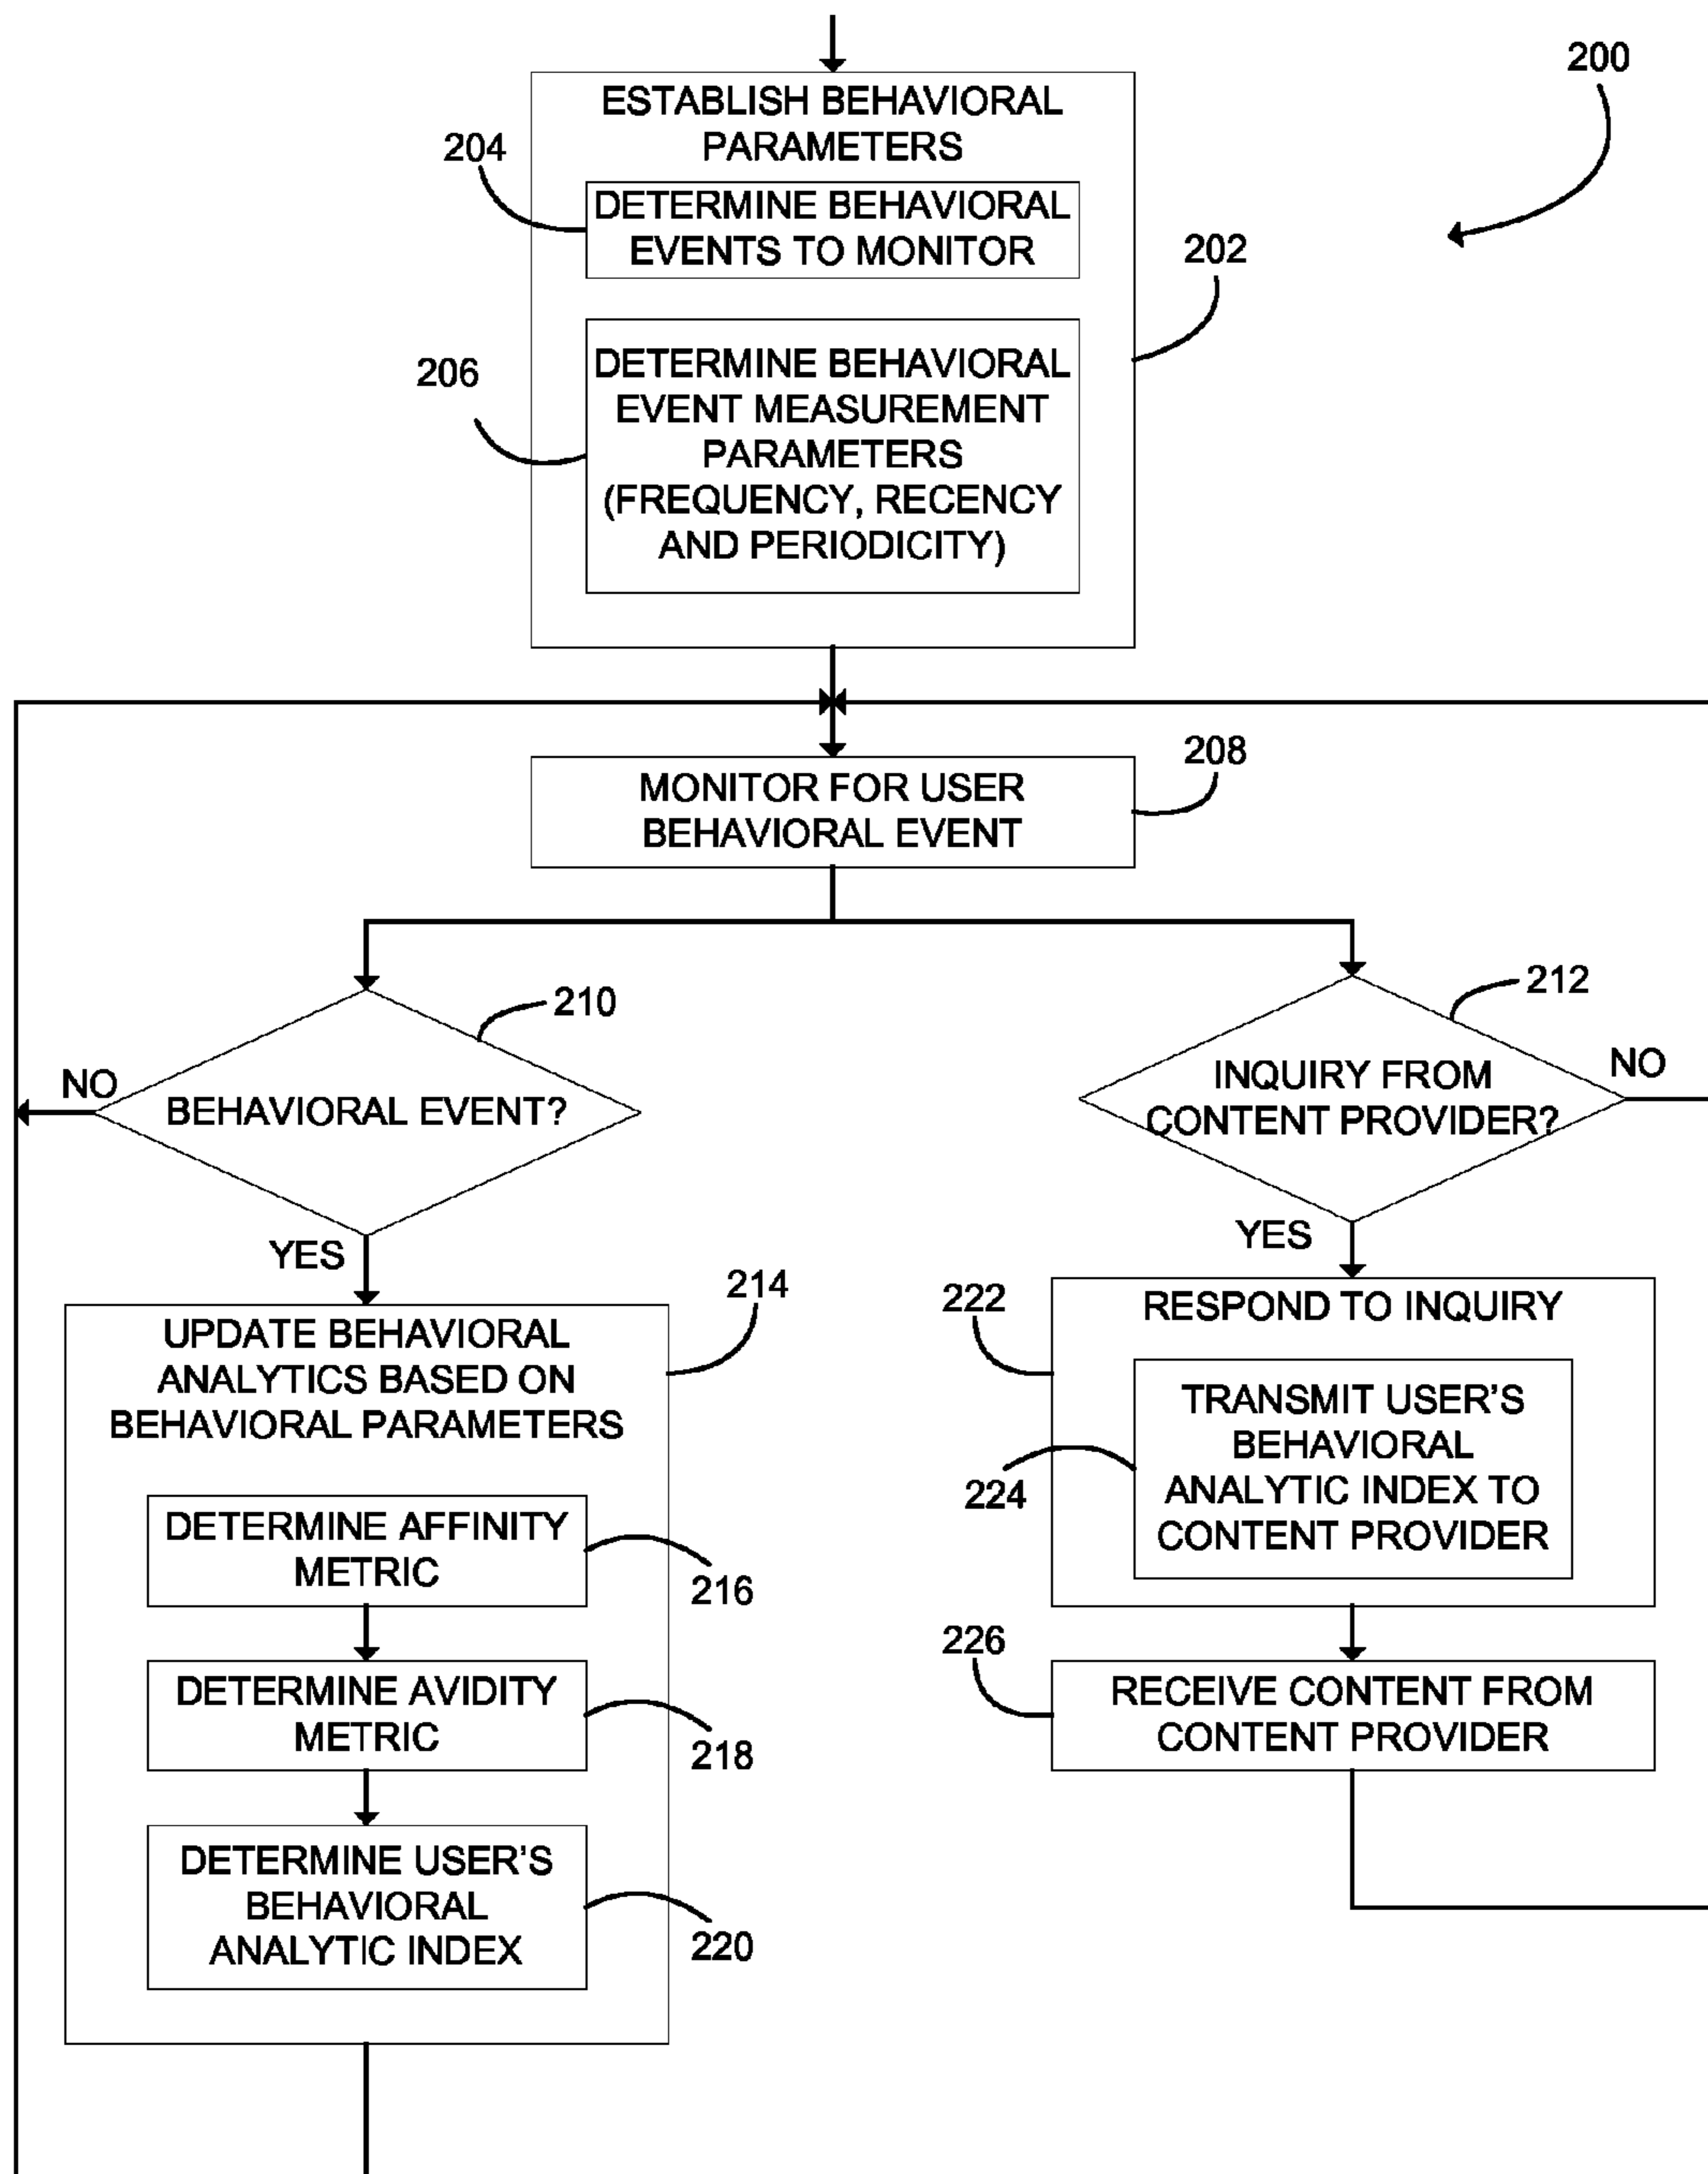 200
ESTABLISH BEHAVIORAL
PARAMETERS
204
DETERMINE BEHAVIORAL
EVENTS TO MONITOR
202
206
DETERMINE BEHAVIORAL
EVENT MEASUREMENT
PARAMETERS
(FREQUENCY, RECENCY
AND PERIODICITY)
208
MONITOR FOR USER
BEHAVIORAL EVENT
210
NO
BEHAVIORAL EVENT?
YES
212
INQUIRY FROM
CONTENT PROVIDER?
NO
YES
214
UPDATE BEHAVIORAL
ANALYTICS BASED ON
BEHAVIORAL PARAMETERS
DETERMINE AFFINITY
METRIC
216
DETERMINE AVIDITY
METRIC
218
DETERMINE USER'S
BEHAVIORAL
ANALYTIC INDEX
220
222
RESPOND TO INQUIRY
TRANSMIT USER'S
BEHAVIORAL
ANALYTIC INDEX TO
CONTENT PROVIDER
224
226
RECEIVE CONTENT FROM
CONTENT PROVIDER